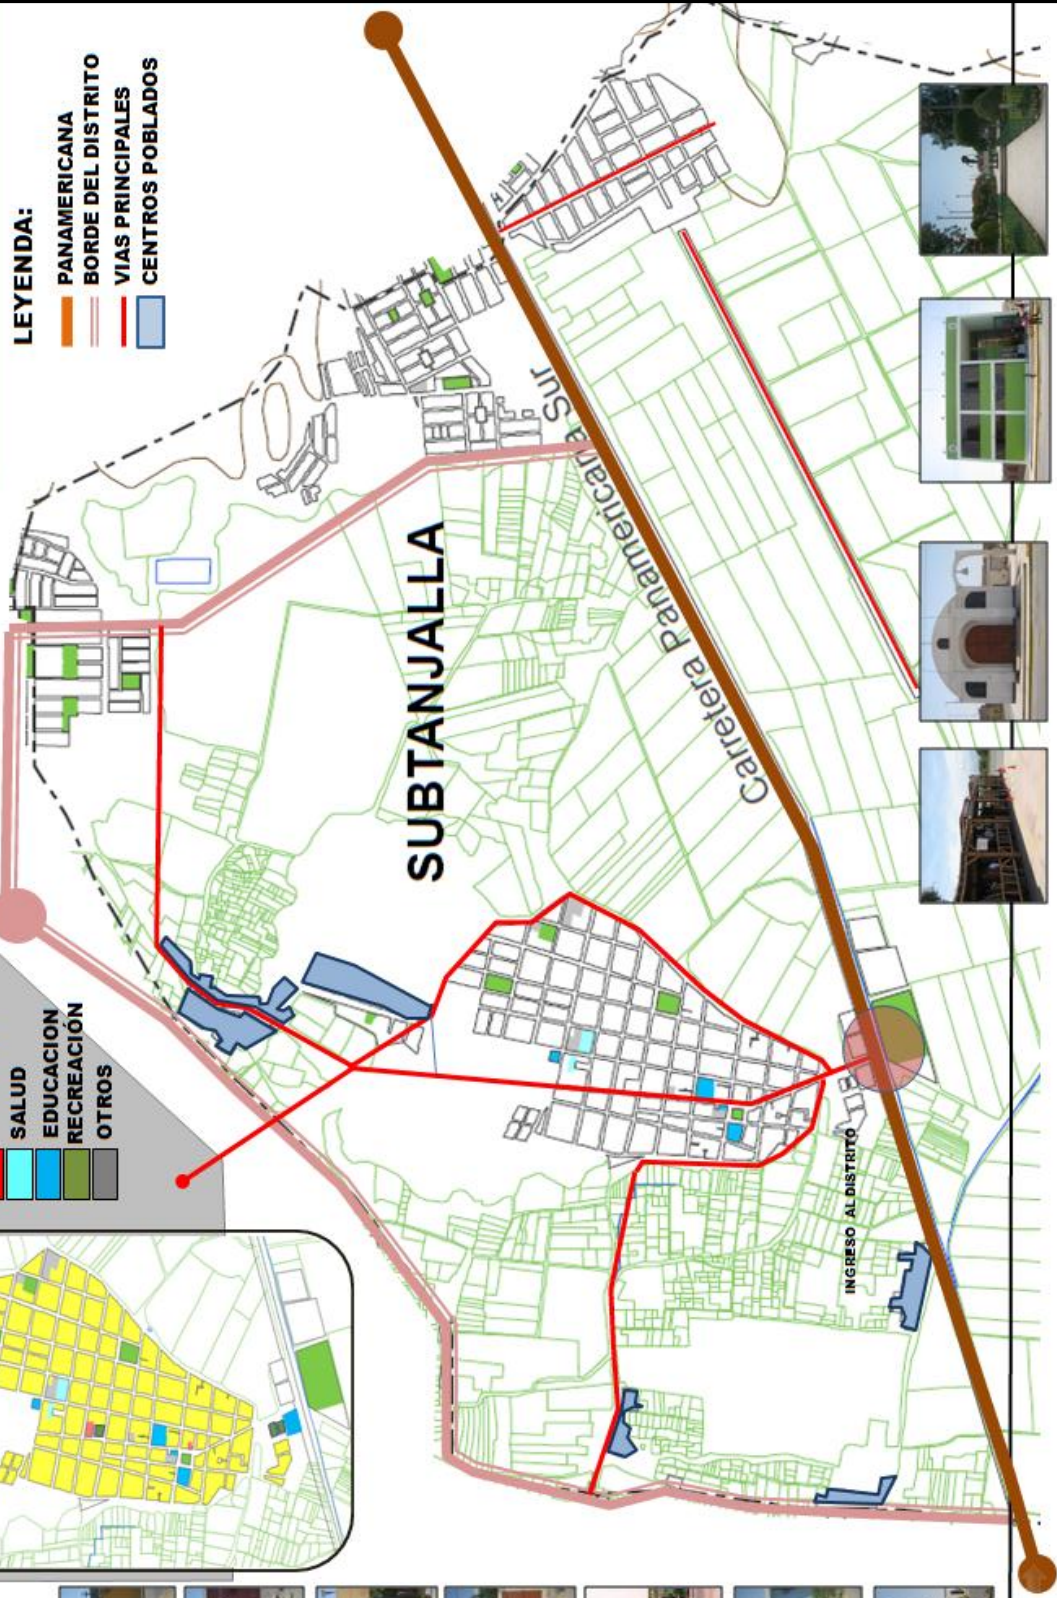 LEYENDA:
PANAMERICANA
BORDE DEL DISTRITO
VIAS PRINCIPALES
CENTROS POBLADOS
SUBTANJALLA
Carretera Panamericana Sur
SALUD
EDUCACION
RECREACIÓN
OTROS
INGRESO AL DISTRITO